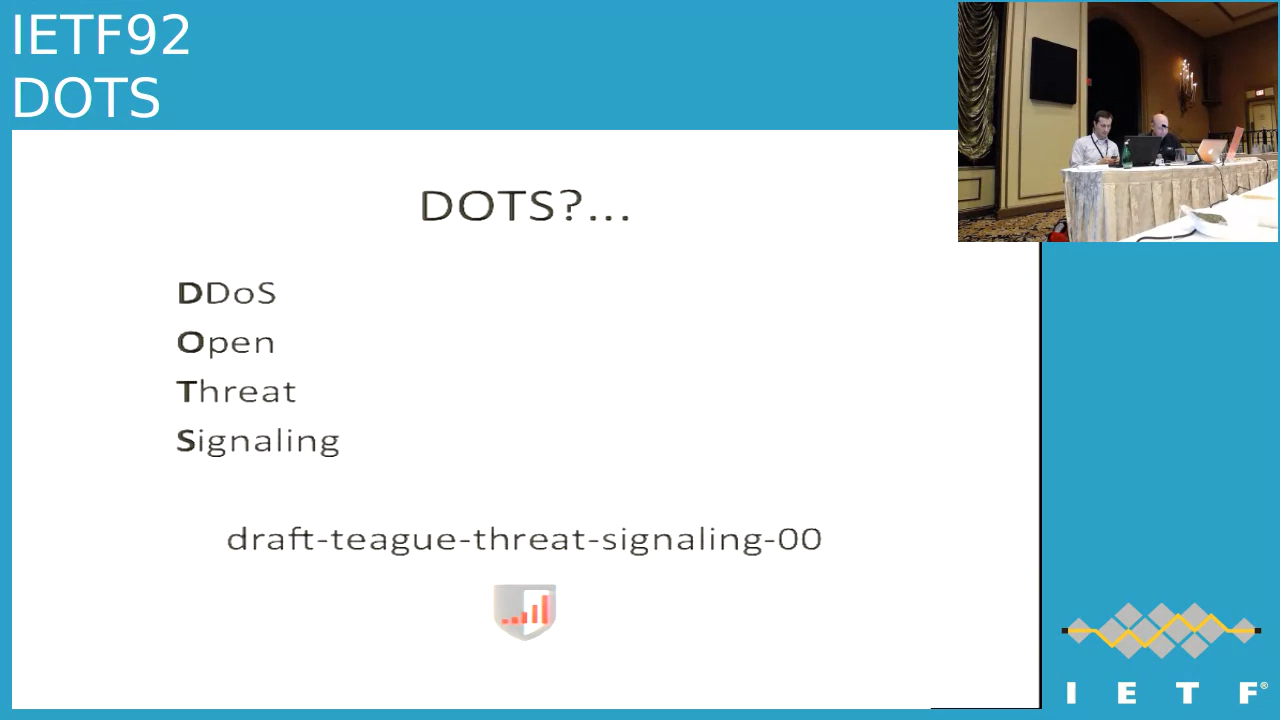 IETF92
DOTS
DOTS?...
DDoS
Open
Threat
Signaling
draft-teague-threat-signaling-00
I E T F®